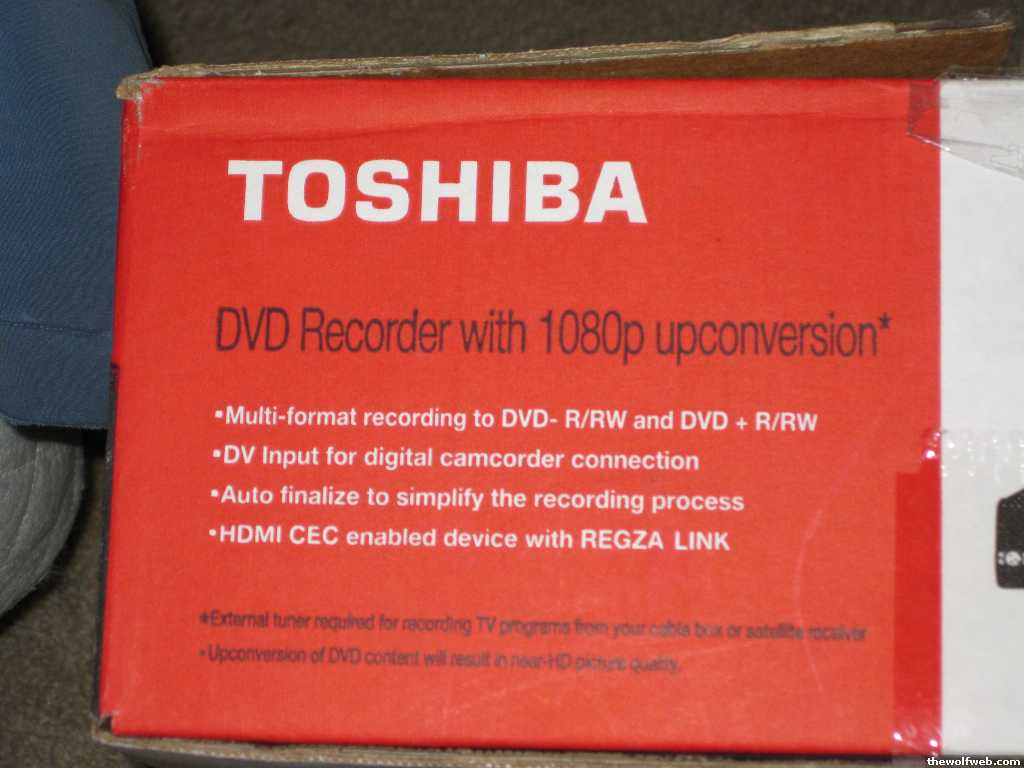 TOSHIBA
DVD Recorder with 1080p upconversion*
▪Multi-format recording to DVD- R/RW and DVD + R/RW
▪DV Input for digital camcorder connection
▪Auto finalize to simplify the recording process
▪HDMI CEC enabled device with REGZA LINK
*External tuner required for recording TV programs from your cable box or satellite receiver
▪Upconversion of DVD content will result in near-HD picture quality.
thewolfweb.com